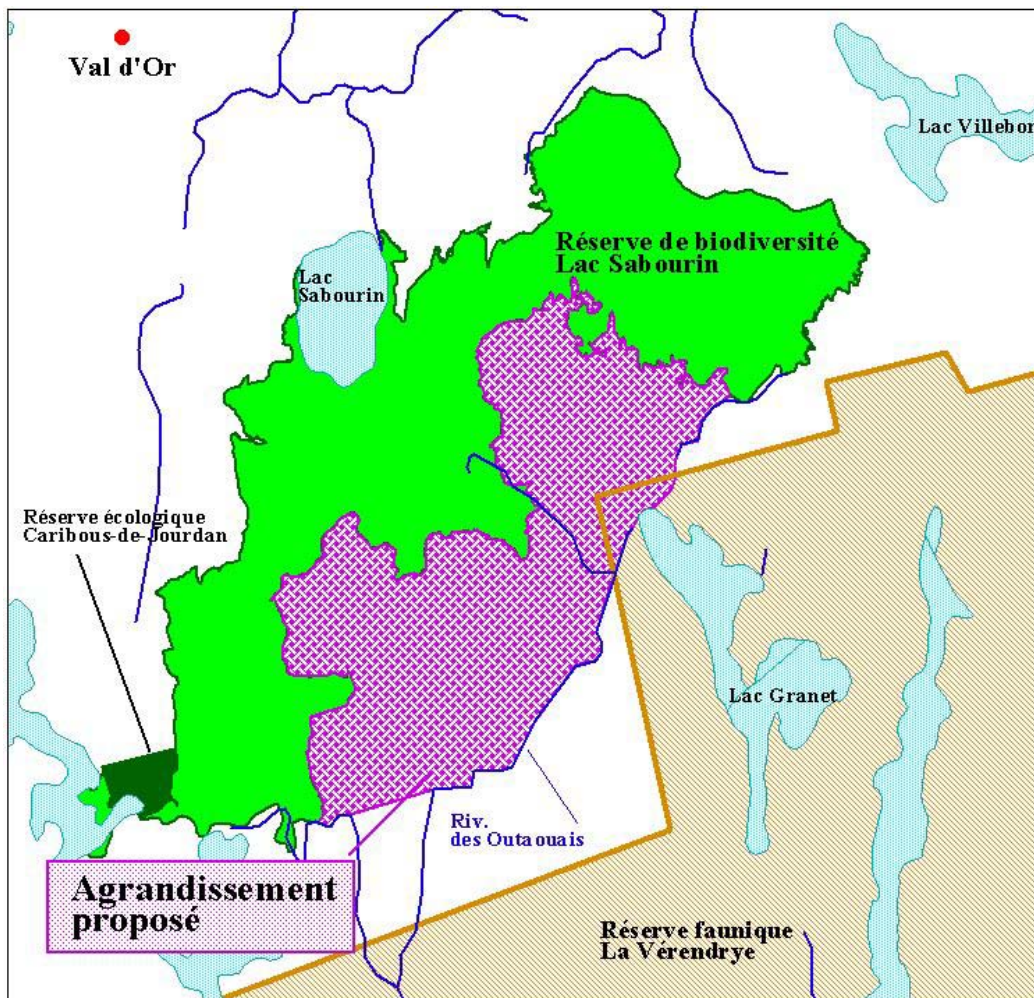 Val d'Or
Lac Villebon
Réserve de biodiversité
Lac Sabourin
Lac
Sabourin
Réserve écologique
Caribous-de-Jourdan
Lac Granet
Riv.
des Outaouais
Agrandissement
proposé
Réserve faunique
La Vérendrye